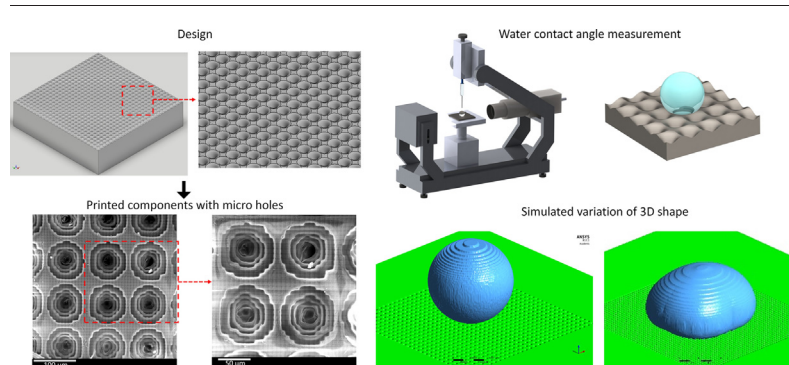 Design
Water contact angle measurement
Printed components with micro holes
Simulated variation of 3D shape
ANSYS
100 µm
50 µm